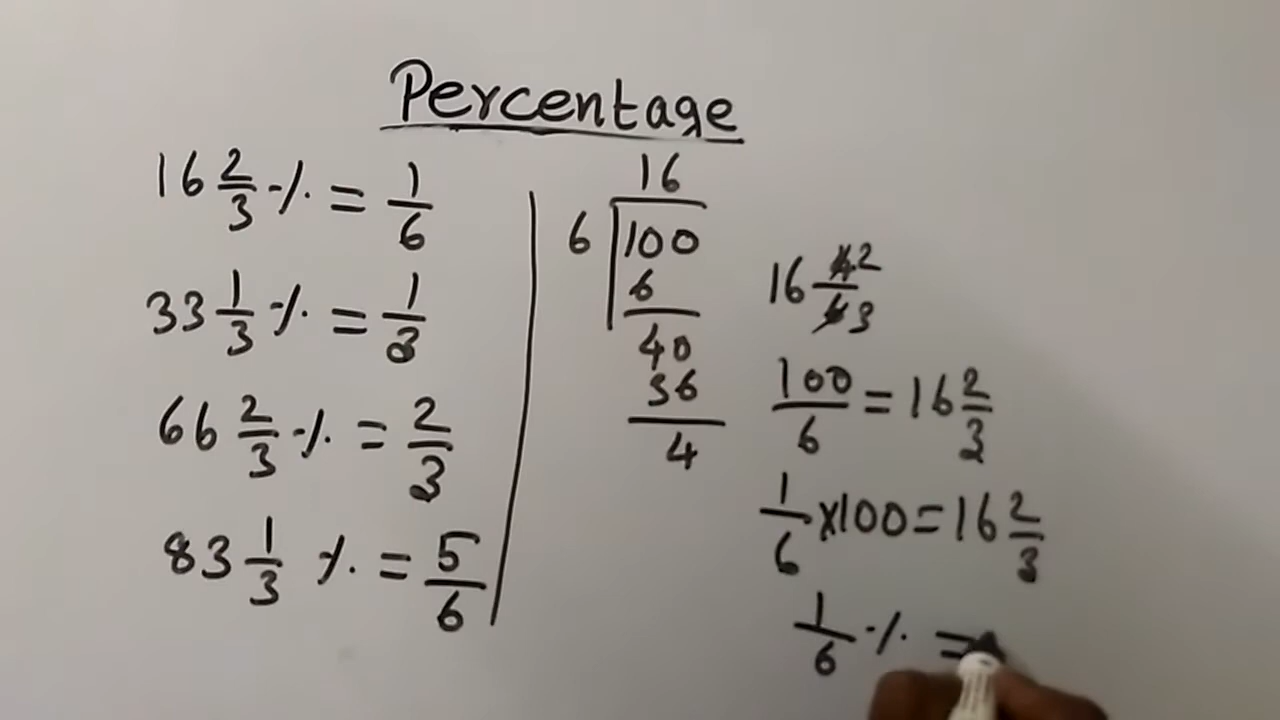 Percentage
16 2/3 % = 1/6
33 1/3 % = 1/3
66 2/3 % = 2/3
83 1/3 % = 5/6
16
6 100
6
40
36
4
16 4/6 2/3
100/6 = 16 2/3
1/6 x 100 = 16 2/3
1/6 % =